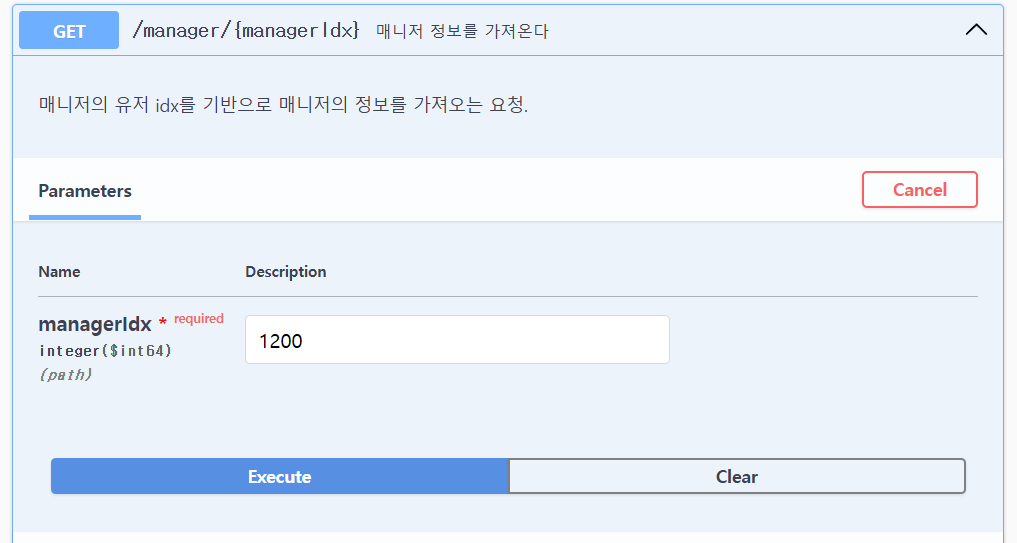 GET /manager/{managerIdx} 매니저 정보를 가져온다
매니저의 유저 idx를 기반으로 매니저의 정보를 가져오는 요청.
Parameters Cancel
Name Description
managerIdx * required
integer($int64)
(path)
1200
Execute Clear